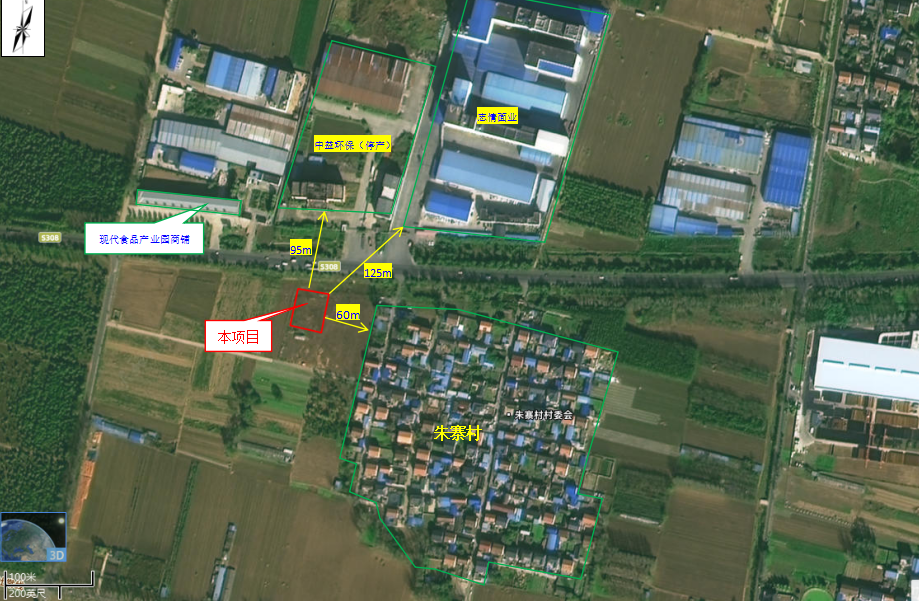 志倩面业
中益环保（停产）
现代食品产业园商铺
S308
95m
S308
125m
60m
本项目
朱寨村村委会
朱寨村
3D
100米
200英尺